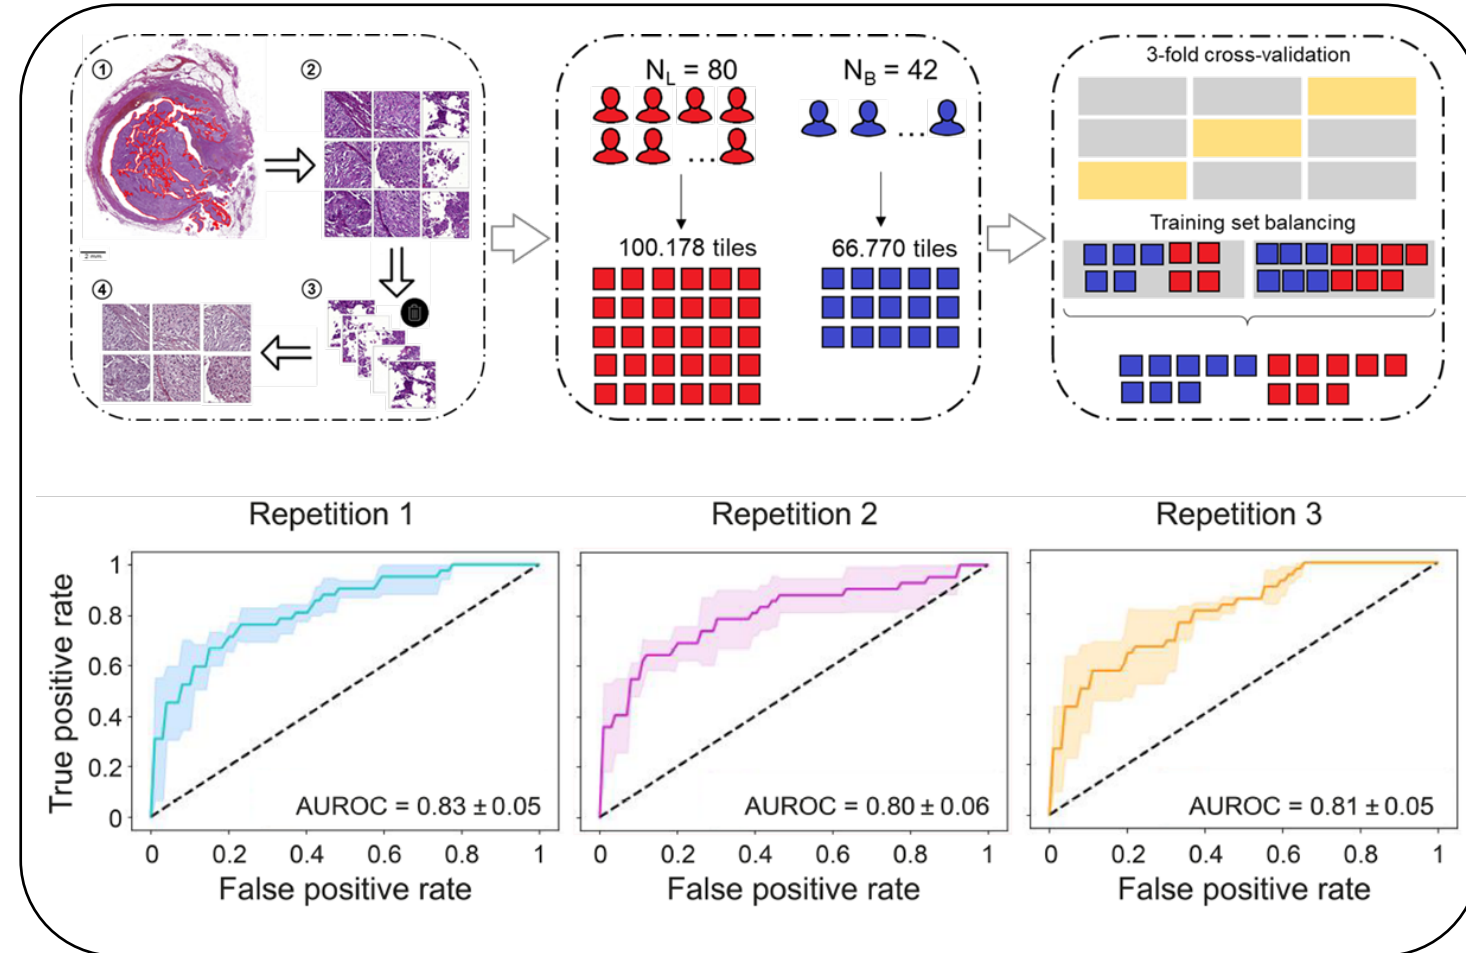 ① ②
2 mm
④ ③
N_L = 80
N_B = 42
...
...
100.178 tiles
66.770 tiles
3-fold cross-validation
Training set balancing
Repetition 1
Repetition 2
Repetition 3
True positive rate
1
0.8
0.6
0.4
0.2
0
AUROC = 0.83 ± 0.05
AUROC = 0.80 ± 0.06
AUROC = 0.81 ± 0.05
0 0.2 0.4 0.6 0.8 1
0 0.2 0.4 0.6 0.8 1
0 0.2 0.4 0.6 0.8 1
False positive rate
False positive rate
False positive rate